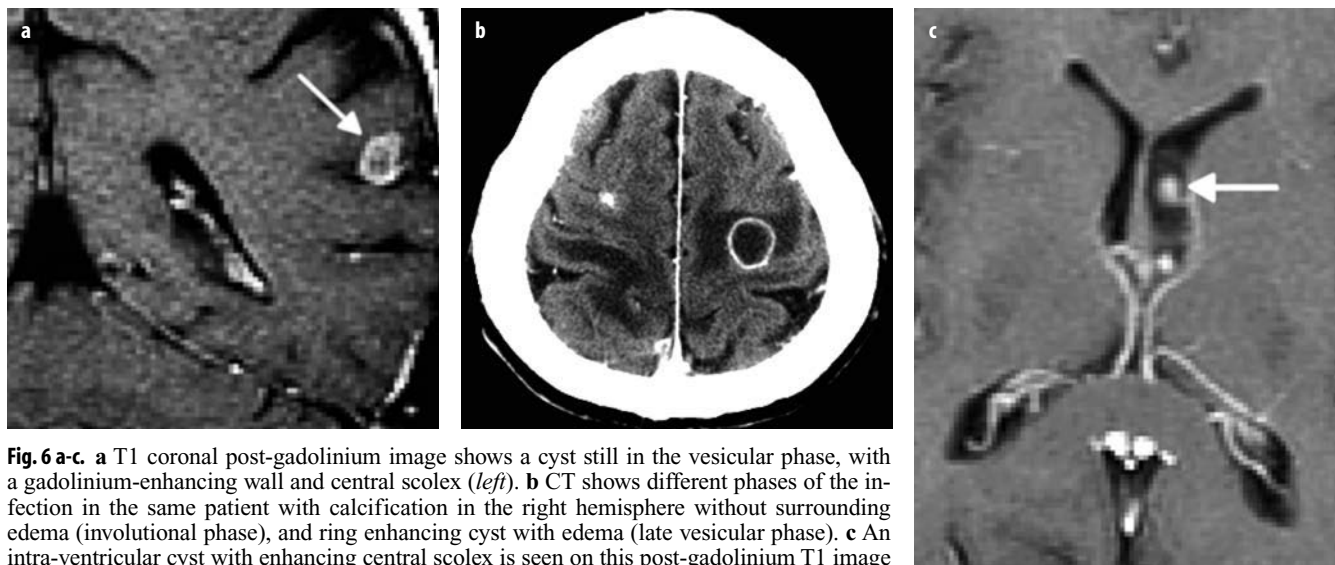 a
b
c
Fig. 6 a-c. a T1 coronal post-gadolinium image shows a cyst still in the vesicular phase, with
a gadolinium-enhancing wall and central scolex (left). b CT shows different phases of the in-
fection in the same patient with calcification in the right hemisphere without surrounding
edema (involutional phase), and ring enhancing cyst with edema (late vesicular phase). c An
intra-ventricular cyst with enhancing central scolex is seen on this post-gadolinium T1 image